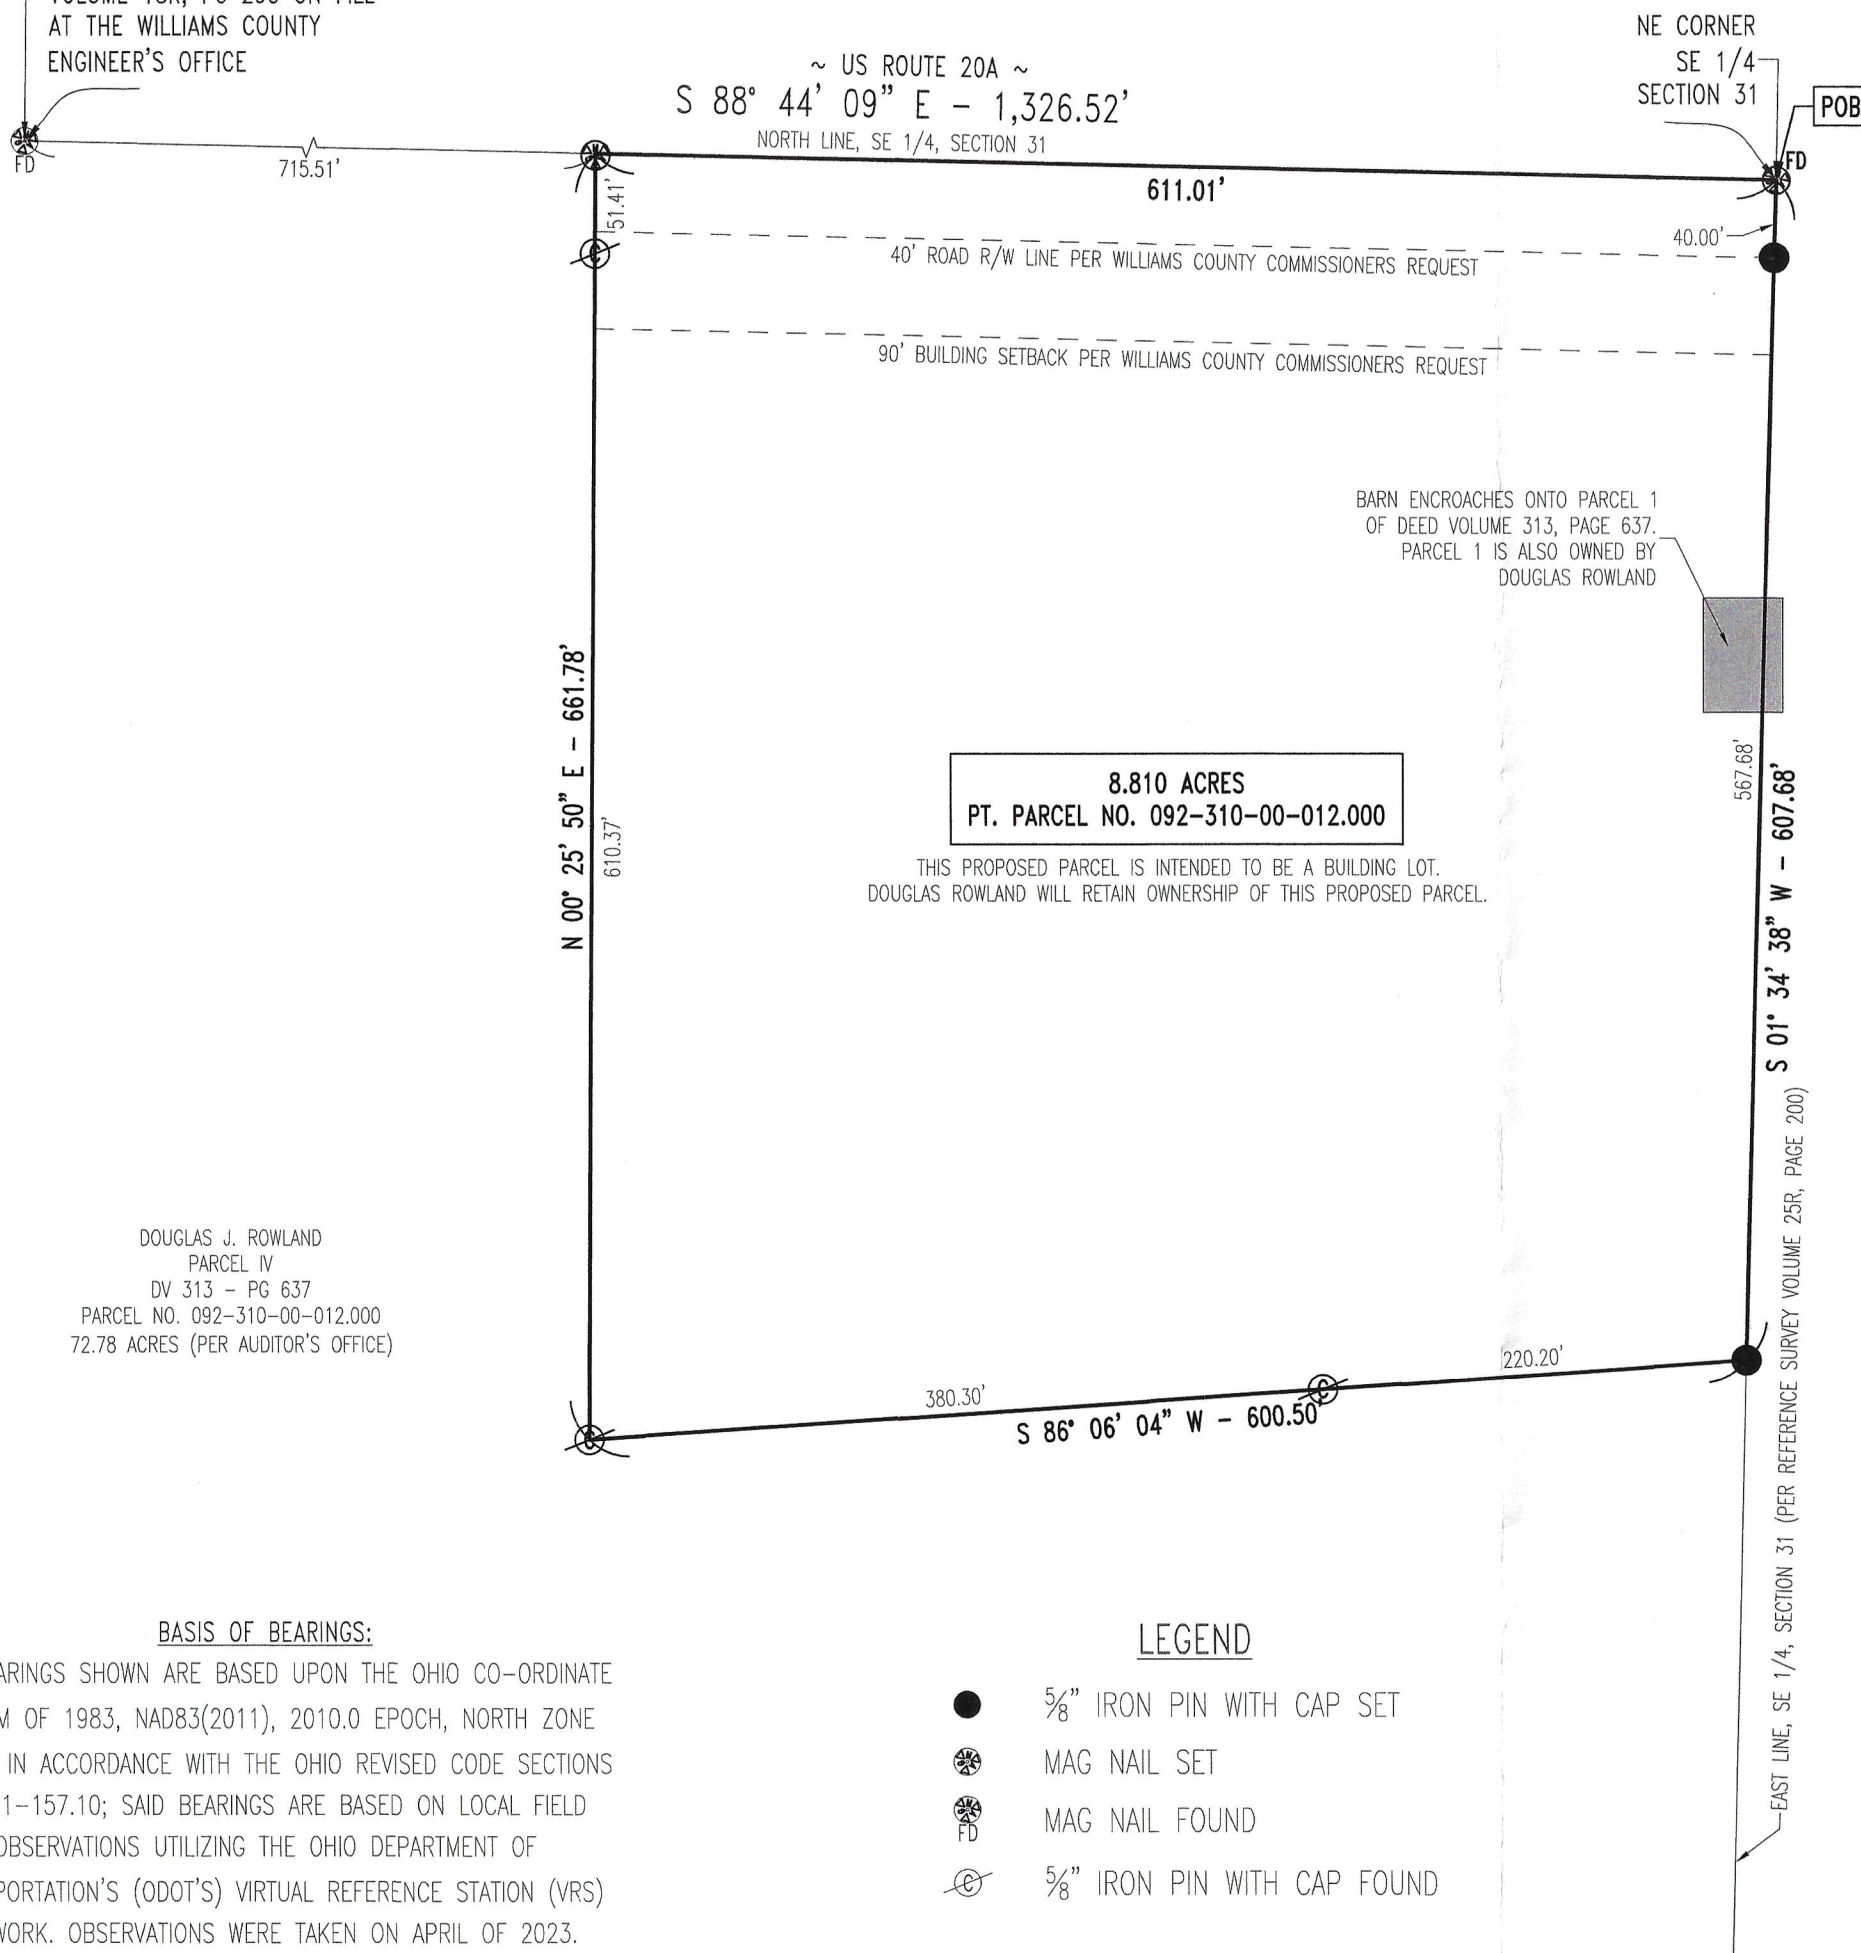 AT THE WILLIAMS COUNTY
ENGINEER'S OFFICE
~ US ROUTE 20A ~
S 88° 44' 09" E – 1,326.52'
NORTH LINE, SE 1/4, SECTION 31
NE CORNER
SE 1/4
SECTION 31
POB
FD
715.51'
611.01'
FD
51.41'
40.00'
40' ROAD R/W LINE PER WILLIAMS COUNTY COMMISSIONERS REQUEST
90' BUILDING SETBACK PER WILLIAMS COUNTY COMMISSIONERS REQUEST
BARN ENCROACHES ONTO PARCEL 1
OF DEED VOLUME 313, PAGE 637.
PARCEL 1 IS ALSO OWNED BY
DOUGLAS ROWLAND
N 00° 25' 50" E – 661.78'
610.37'
8.810 ACRES
PT. PARCEL NO. 092–310–00–012.000
THIS PROPOSED PARCEL IS INTENDED TO BE A BUILDING LOT.
DOUGLAS ROWLAND WILL RETAIN OWNERSHIP OF THIS PROPOSED PARCEL.
567.68'
S 01° 34' 38" W – 607.68'
EAST LINE, SE 1/4, SECTION 31 (PER REFERENCE SURVEY VOLUME 25R, PAGE 200)
DOUGLAS J. ROWLAND
PARCEL IV
DV 313 – PG 637
PARCEL NO. 092–310–00–012.000
72.78 ACRES (PER AUDITOR'S OFFICE)
380.30'
220.20'
C
C
C
S 86° 06' 04" W – 600.50'
BASIS OF BEARINGS:
ARINGS SHOWN ARE BASED UPON THE OHIO CO–ORDINATE
M OF 1983, NAD83(2011), 2010.0 EPOCH, NORTH ZONE
IN ACCORDANCE WITH THE OHIO REVISED CODE SECTIONS
1–157.10; SAID BEARINGS ARE BASED ON LOCAL FIELD
OBSERVATIONS UTILIZING THE OHIO DEPARTMENT OF
PORTATION'S (ODOT'S) VIRTUAL REFERENCE STATION (VRS)
WORK. OBSERVATIONS WERE TAKEN ON APRIL OF 2023.
LEGEND
5/8" IRON PIN WITH CAP SET
MAG NAIL SET
FD MAG NAIL FOUND
C 5/8" IRON PIN WITH CAP FOUND